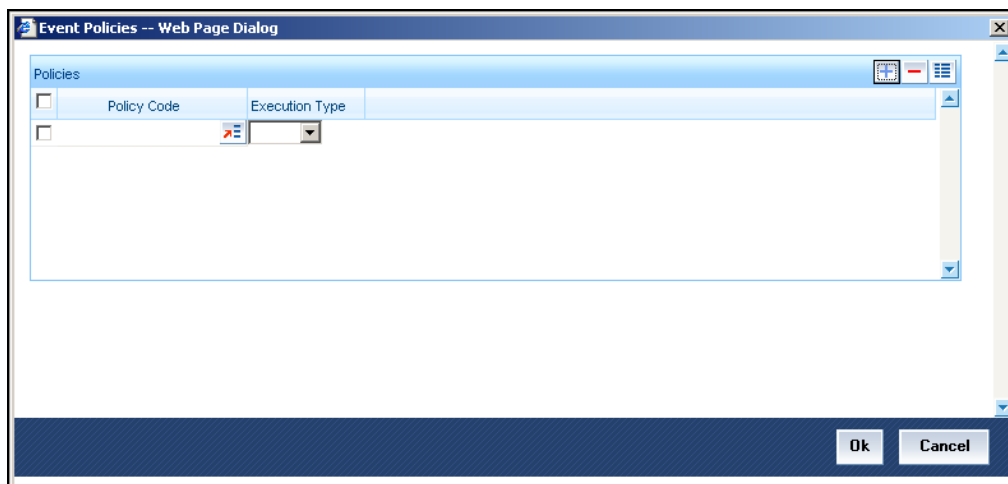 Event Policies -- Web Page Dialog
Policies
Policy Code Execution Type
Ok Cancel